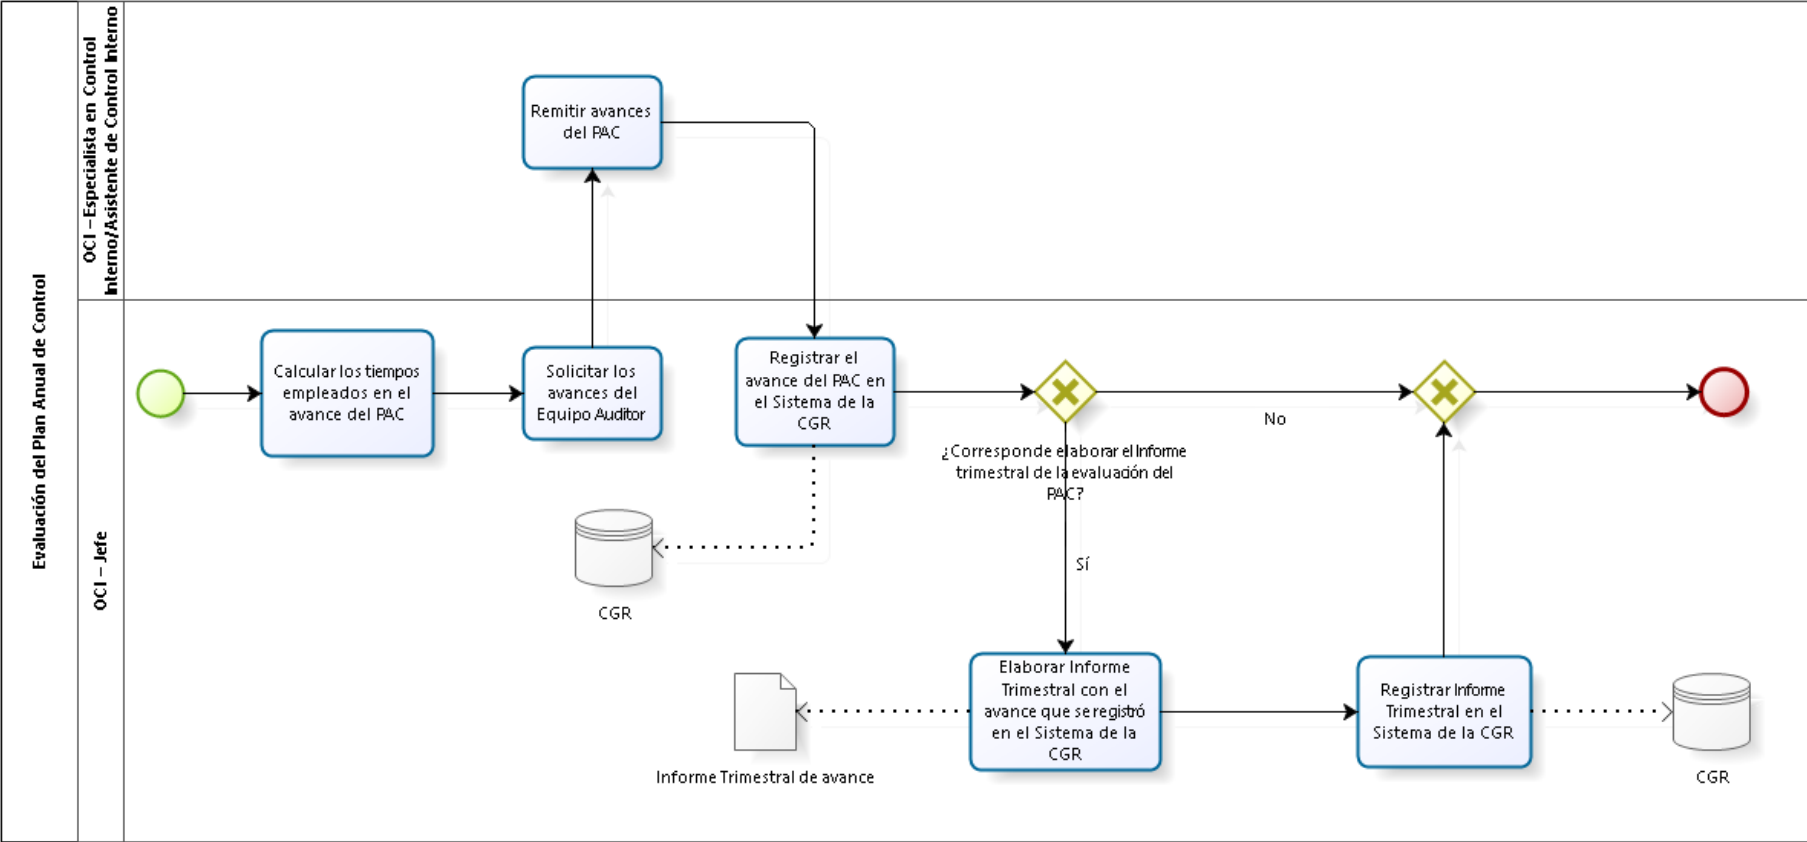 Evaluación del Plan Anual de Control
OCI – Especialista en Control
Interno/Asistente de Control Interno
Remitir avances
del PAC
OCI – Jefe
Calcular los tiempos
empleados en el
avance del PAC
Solicitar los
avances del
Equipo Auditor
Registrar el
avance del PAC en
el Sistema de la
CGR
CGR
¿Corresponde elaborar el Informe
trimestral de la evaluación del
PAC?
No
Sí
Elaborar Informe
Trimestral con el
avance que se registró
en el Sistema de la
CGR
Informe Trimestral de avance
Registrar Informe
Trimestral en el
Sistema de la CGR
CGR